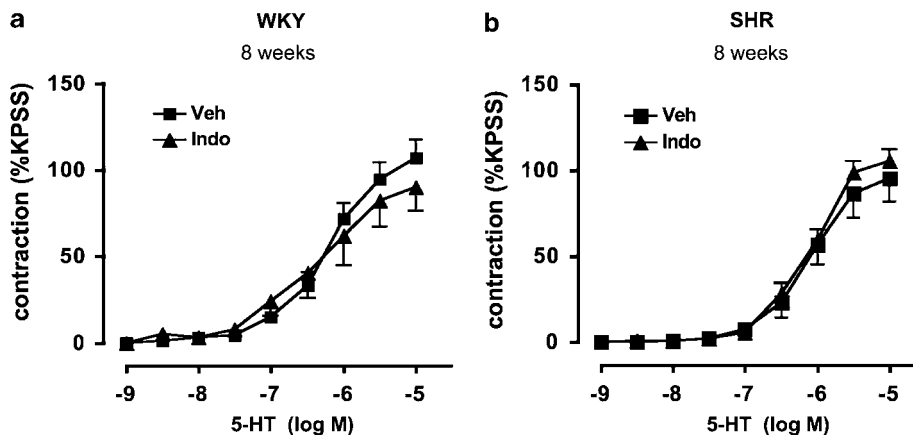 a
WKY
8 weeks
150
100
50
0
contraction (%KPSS)
Veh
Indo
-9
-8
-7
-6
-5
5-HT (log M)
b
SHR
8 weeks
150
100
50
0
contraction (%KPSS)
Veh
Indo
-9
-8
-7
-6
-5
5-HT (log M)